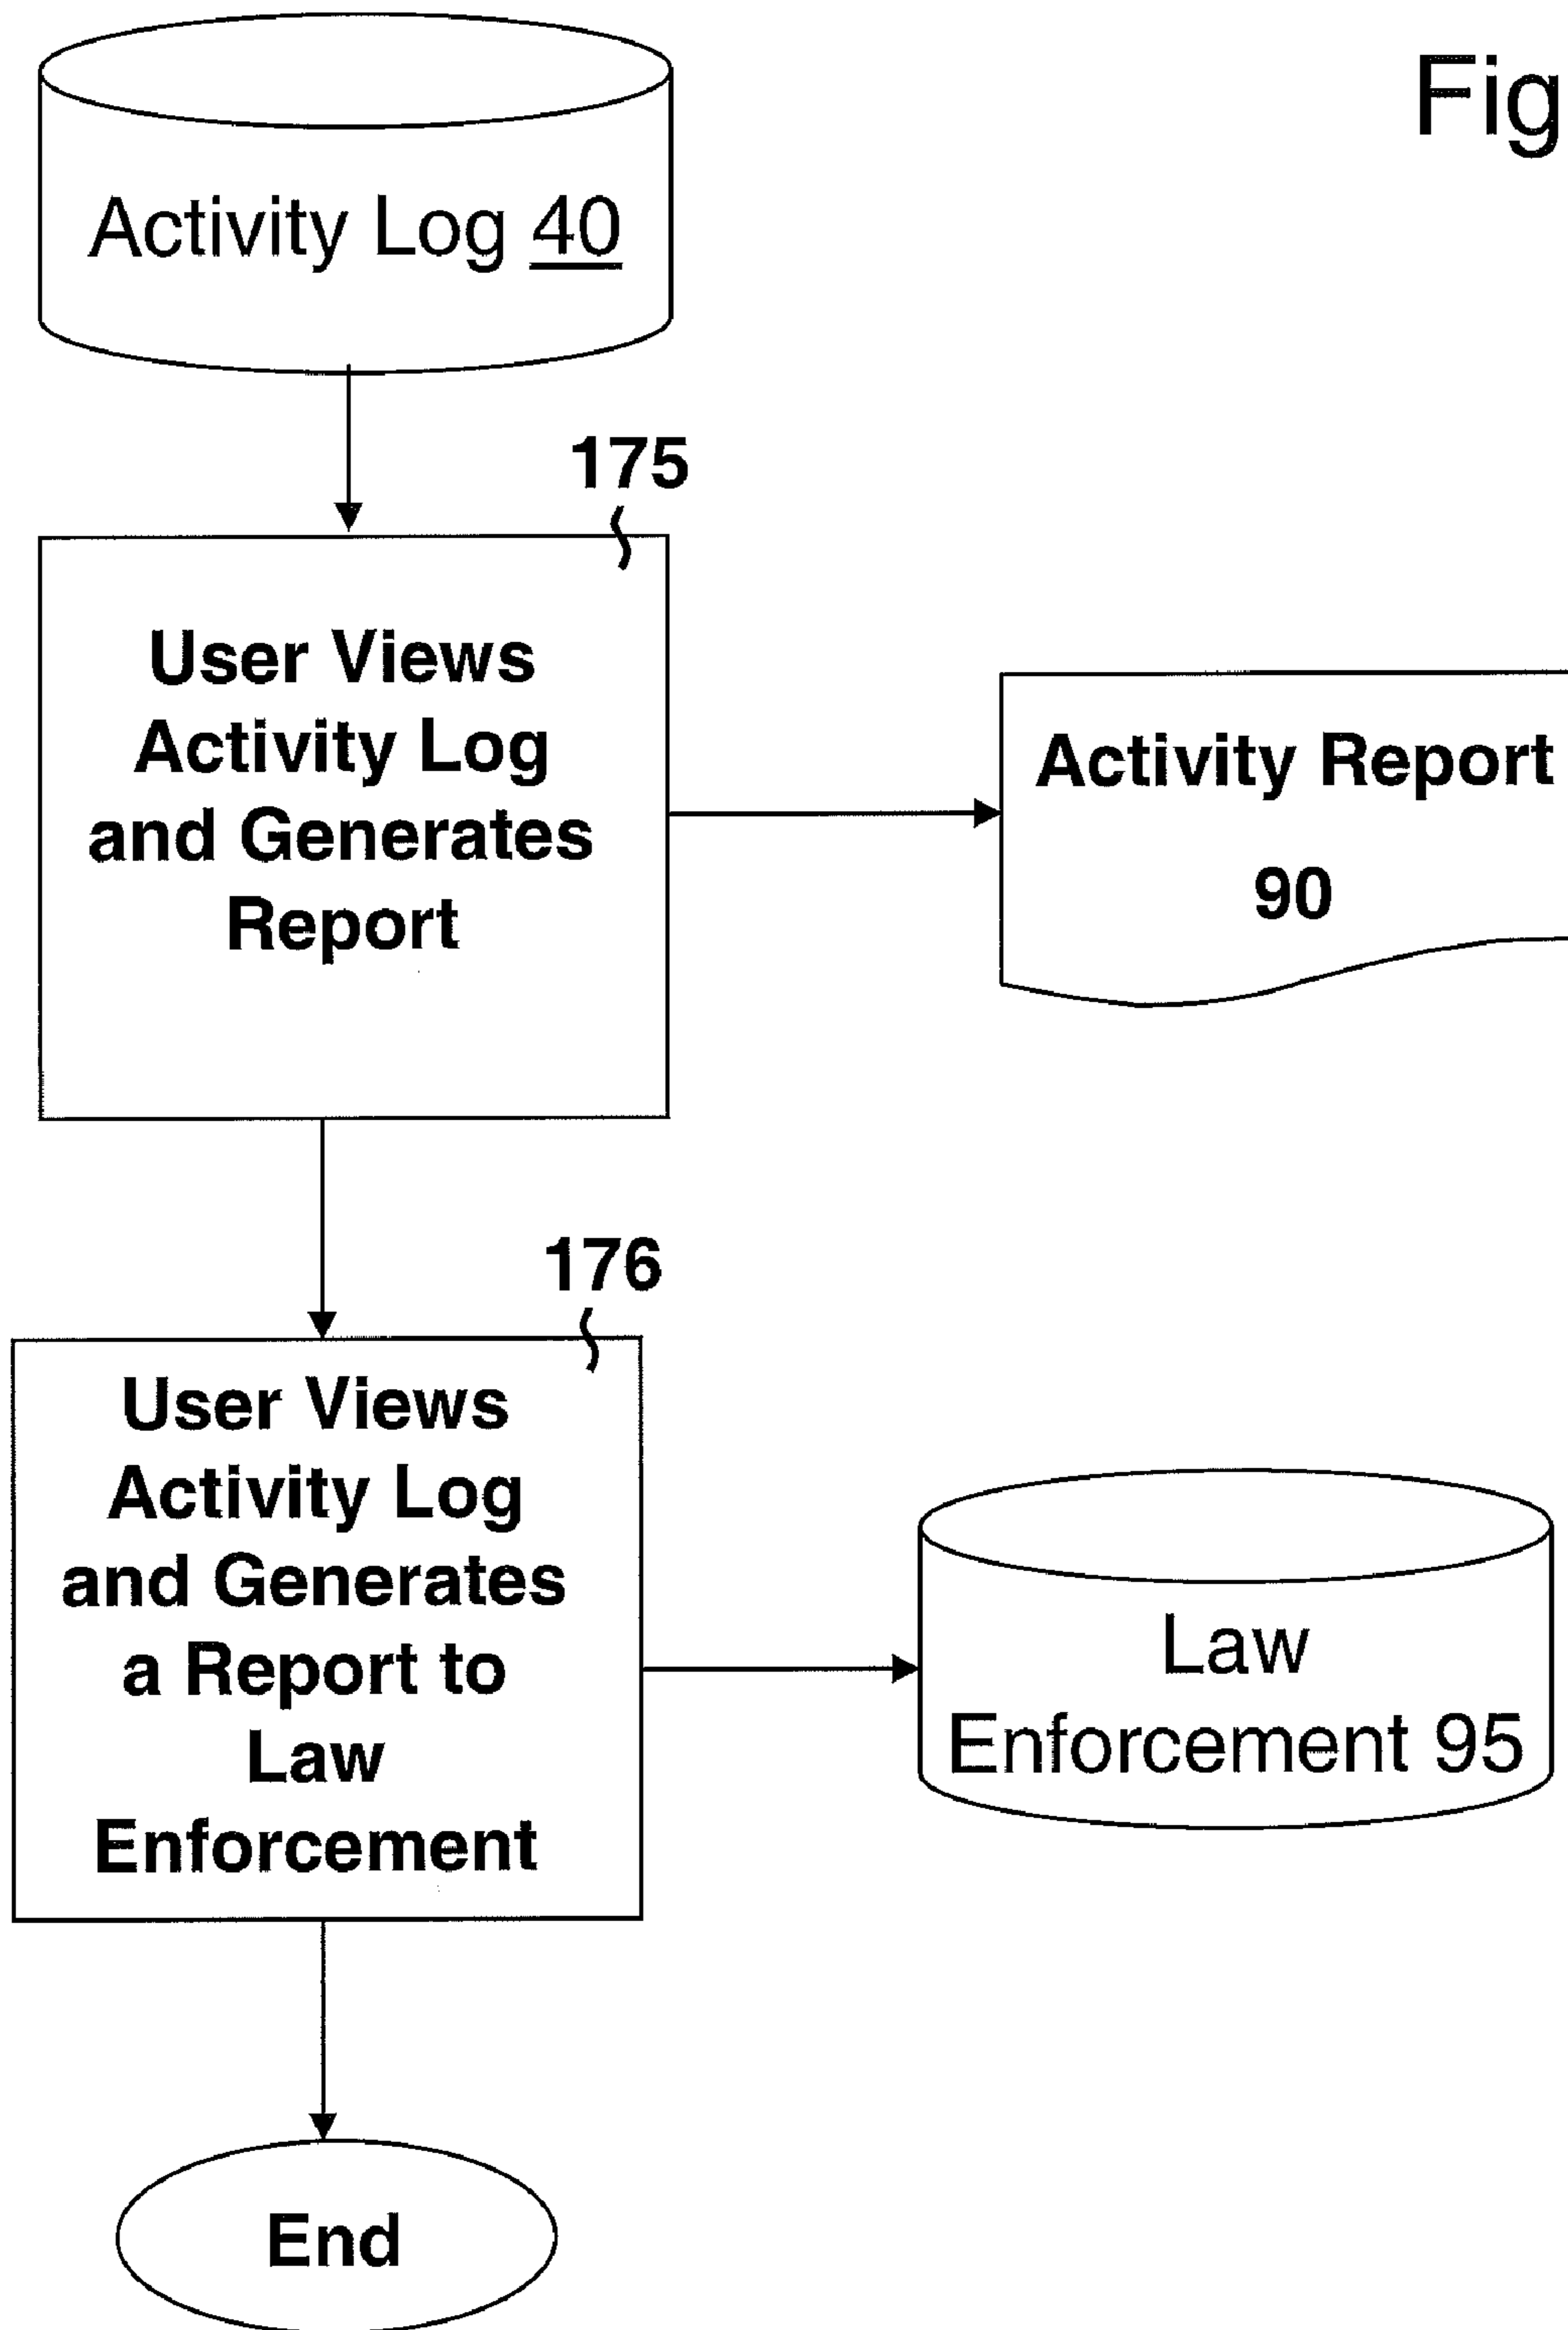 Fig
Activity Log 40
175
User Views
Activity Log
and Generates
Report
Activity Report
90
176
User Views
Activity Log
and Generates
a Report to
Law
Enforcement
Law
Enforcement 95
End